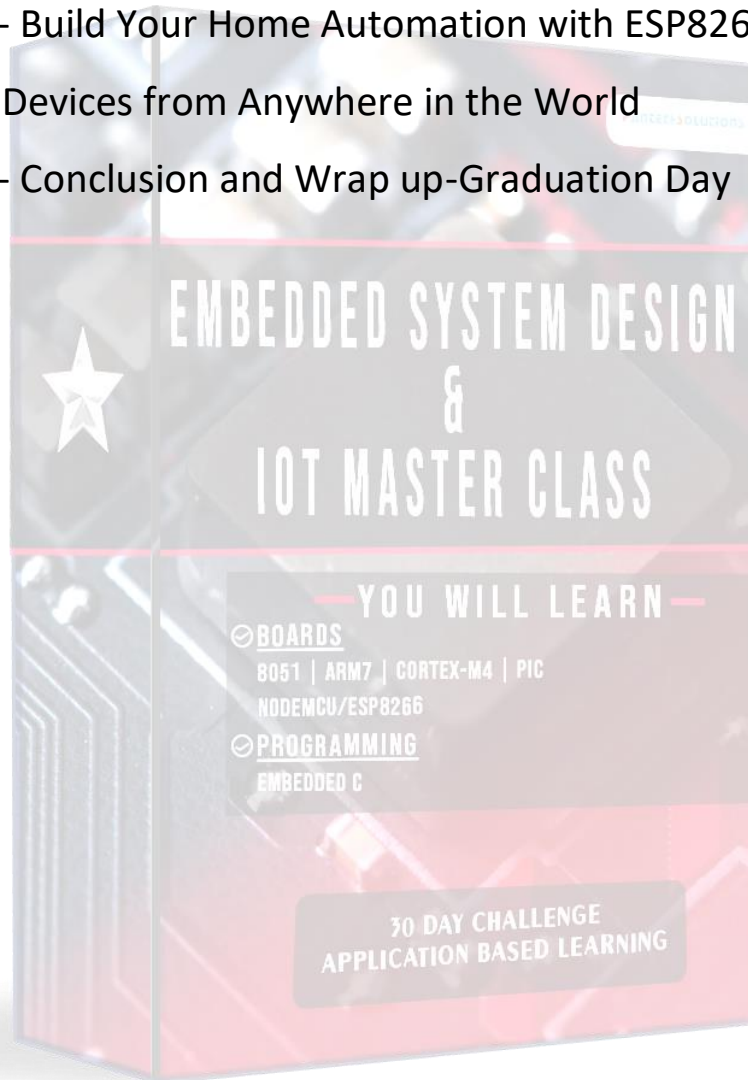 - Build Your Home Automation with ESP826
Devices from Anywhere in the World
- Conclusion and Wrap up-Graduation Day
EMBEDDED SYSTEM DESIGN
&
IOT MASTER CLASS
YOU WILL LEARN
BOARDS
8051 | ARM7 | CORTEX-M4 | PIC
NODEMCU/ESP8266
PROGRAMMING
EMBEDDED C
30 DAY CHALLENGE
APPLICATION BASED LEARNING